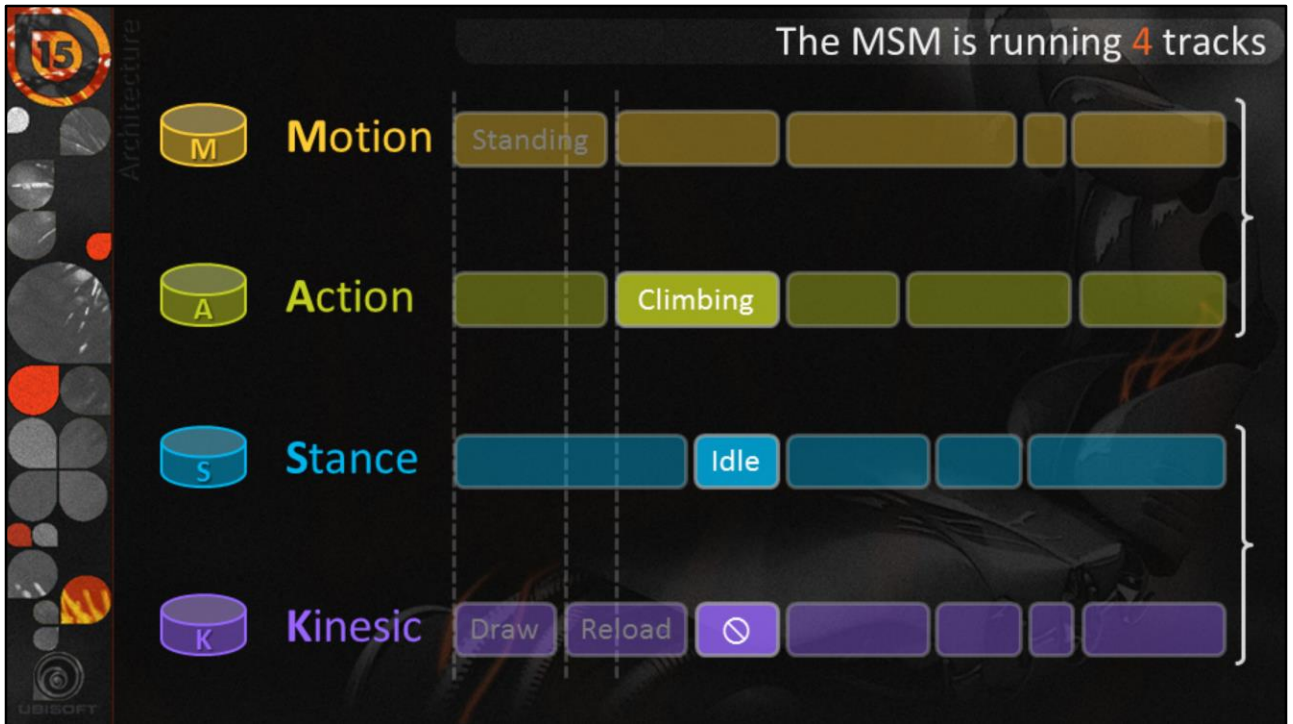 15
Architecture
The MSM is running 4 tracks
M
Motion
Standing
A
Action
Climbing
S
Stance
Idle
K
Kinesic
Draw
Reload
UBISOFT